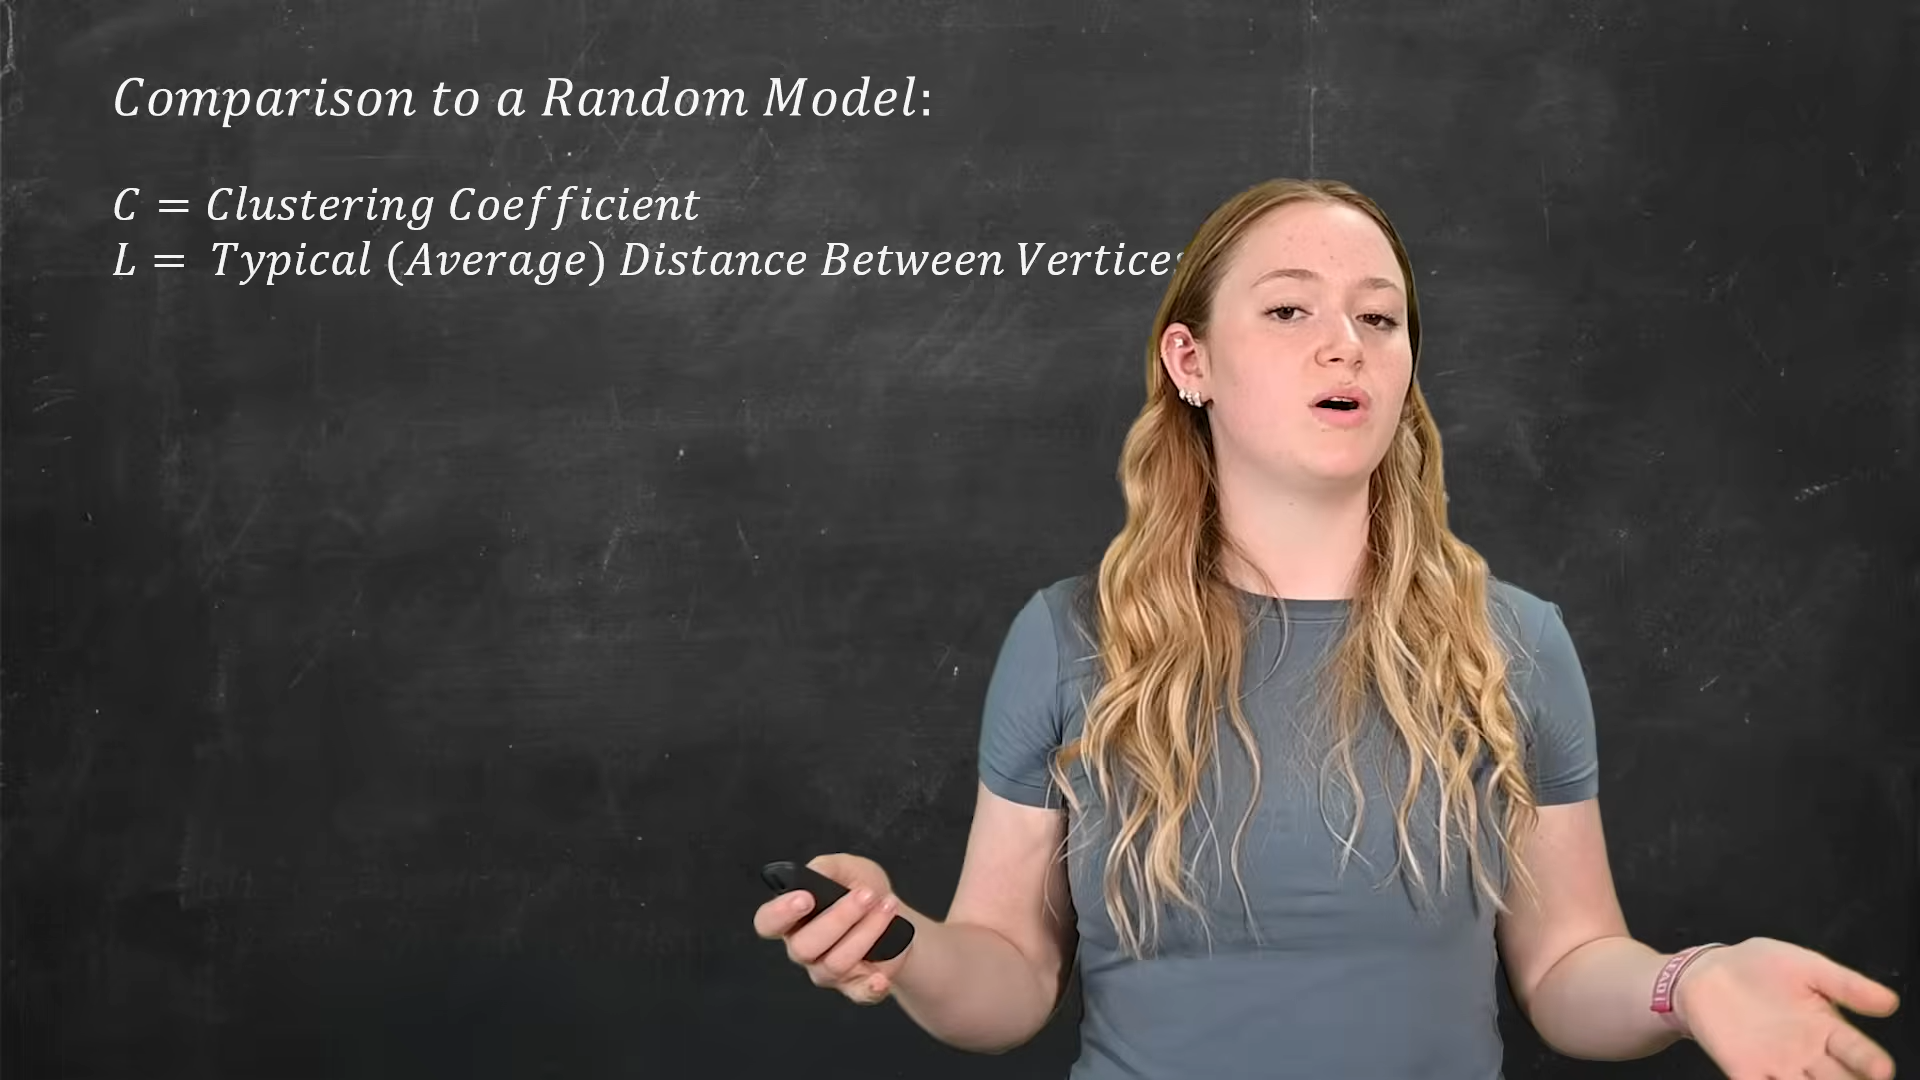 Comparison to a Random Model:
C = Clustering Coefficient
L = Typical (Average) Distance Between Vertices